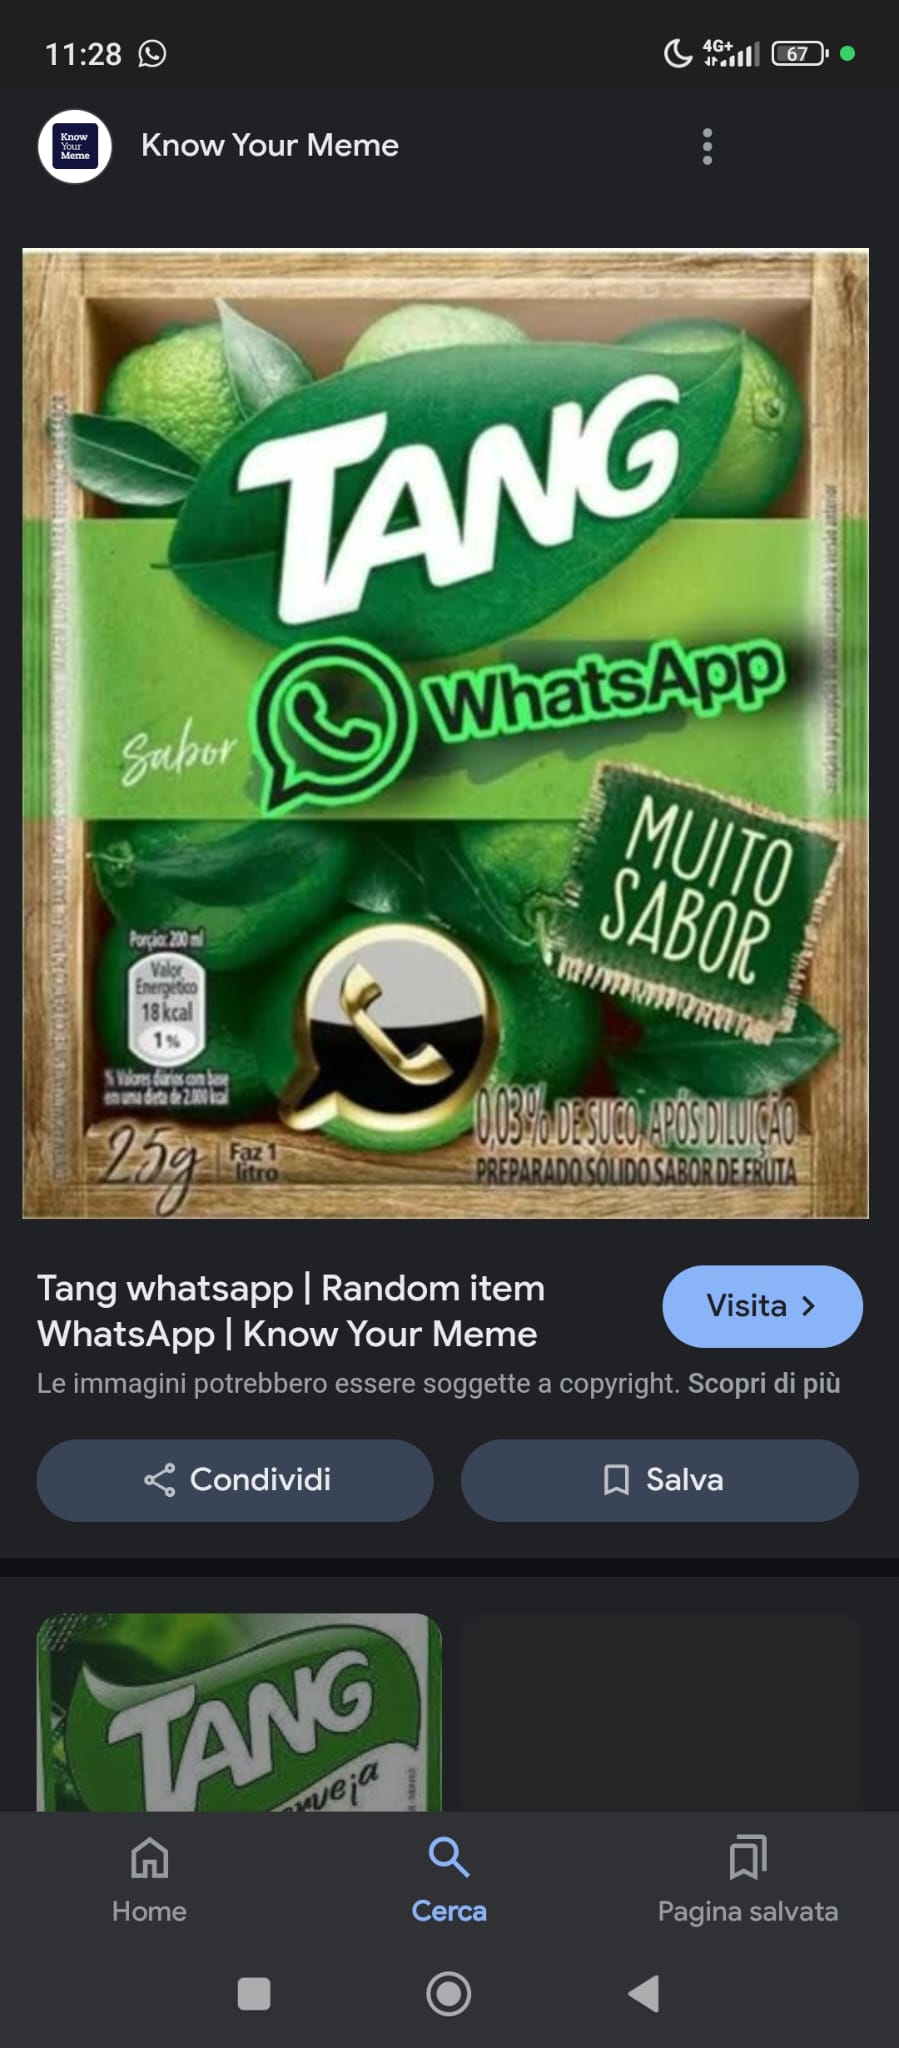 11:28
4G+
67
Know
Your
Meme
Know Your Meme
TANG
Sabor
WhatsApp
MUITO
SABOR
Porção: 200 ml
Valor
Energético
18 kcal
1%
% Valores diários com base
em uma dieta de 2.000 kcal
25g
Faz 1
litro
0,03% DE SUCO, APÓS DILUIÇÃO
PREPARADO SÓLIDO SABOR DE FRUTA
Tang whatsapp | Random item
WhatsApp | Know Your Meme
Visita
Le immagini potrebbero essere soggette a copyright. Scopri di più
Condividi
Salva
TANG
Home
Cerca
Pagina salvata